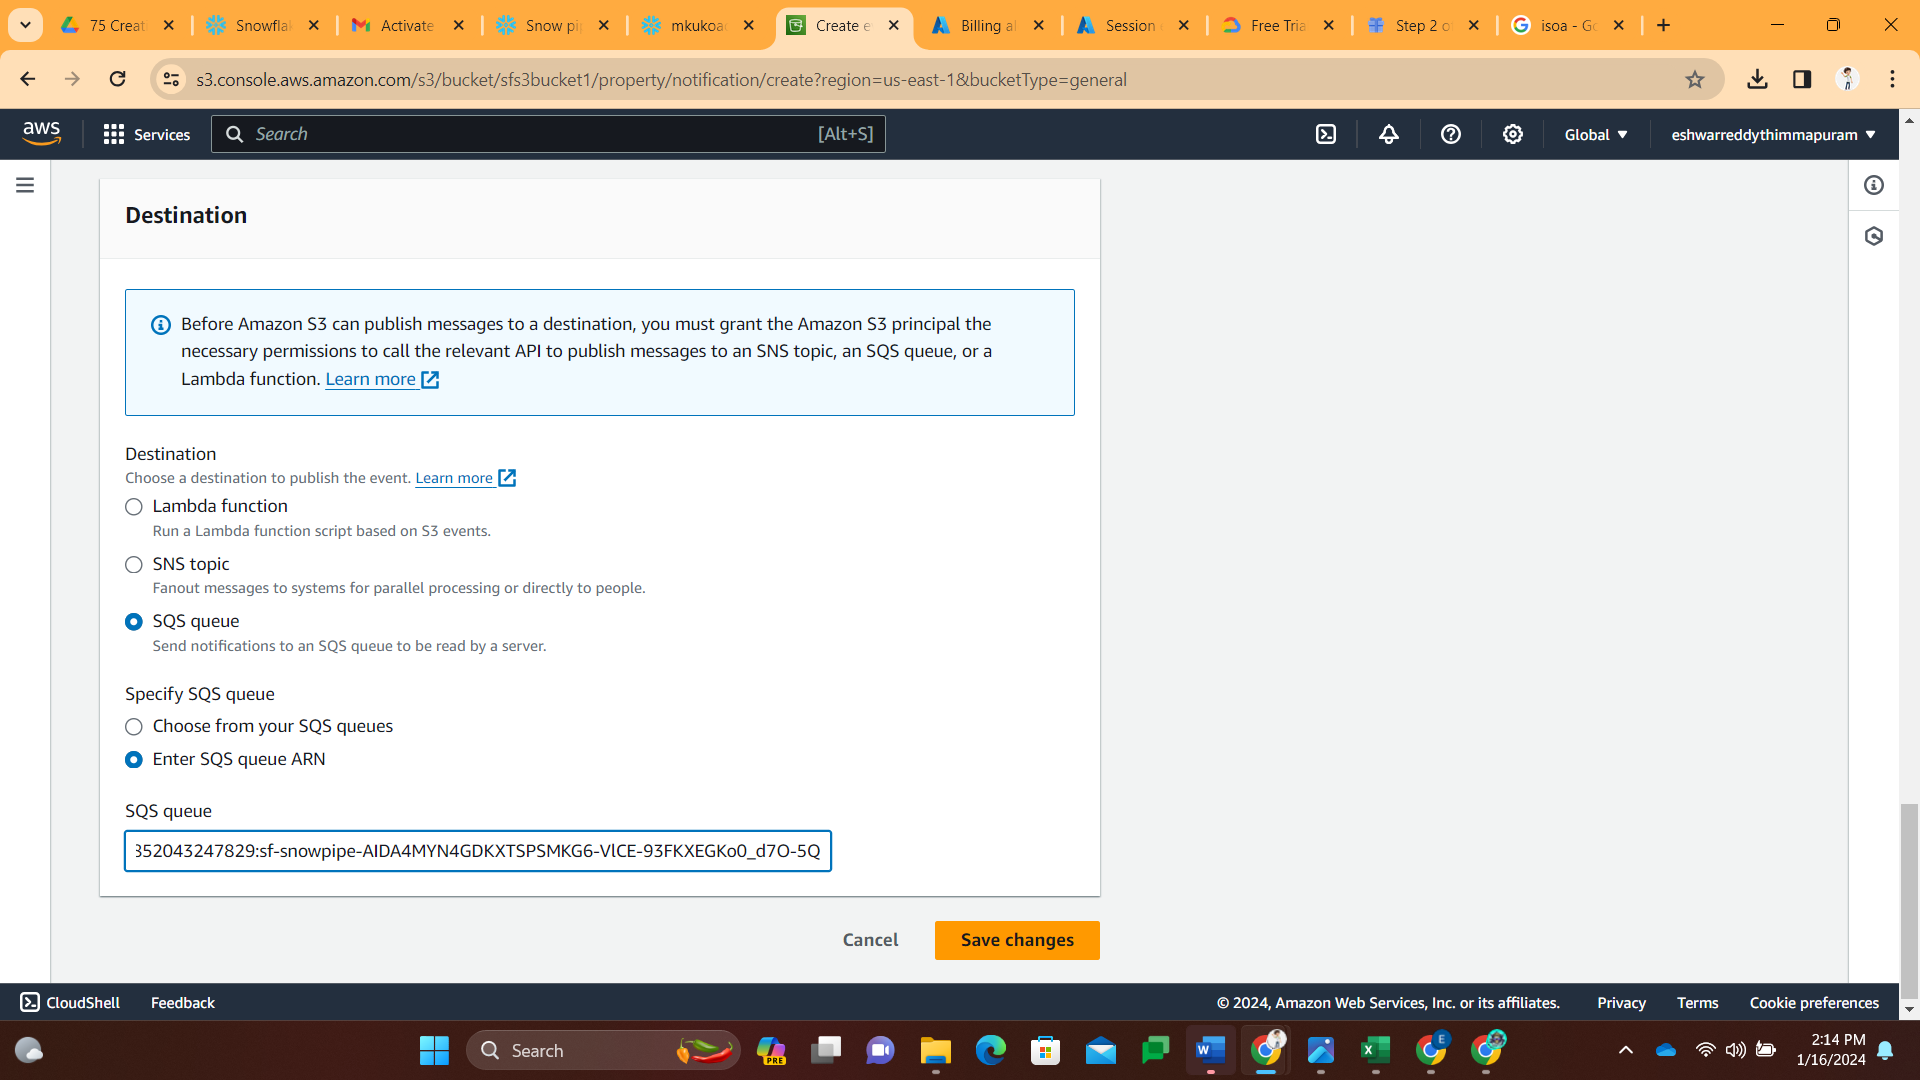 75 Creat
Snowflak
Activate
Snow pi
mkukoa
Create e
Billing al
Session
Free Tria
Step 2 o
isoa - Go
s3.console.aws.amazon.com/s3/bucket/sfs3bucket1/property/notification/create?region=us-east-1&bucketType=general
aws
Services
Search
[Alt+S]
Global
eshwarreddythimmapuram
Destination
Before Amazon S3 can publish messages to a destination, you must grant the Amazon S3 principal the
necessary permissions to call the relevant API to publish messages to an SNS topic, an SQS queue, or a
Lambda function. Learn more
Destination
Choose a destination to publish the event. Learn more
Lambda function
Run a Lambda function script based on S3 events.
SNS topic
Fanout messages to systems for parallel processing or directly to people.
SQS queue
Send notifications to an SQS queue to be read by a server.
Specify SQS queue
Choose from your SQS queues
Enter SQS queue ARN
SQS queue
352043247829:sf-snowpipe-AIDA4MYN4GDKXTSPSMKG6-VlCE-93FKXEGKo0_d7O-5Q
Cancel
Save changes
CloudShell
Feedback
© 2024, Amazon Web Services, Inc. or its affiliates.
Privacy
Terms
Cookie preferences
Search
PRE
E
2:14 PM
1/16/2024